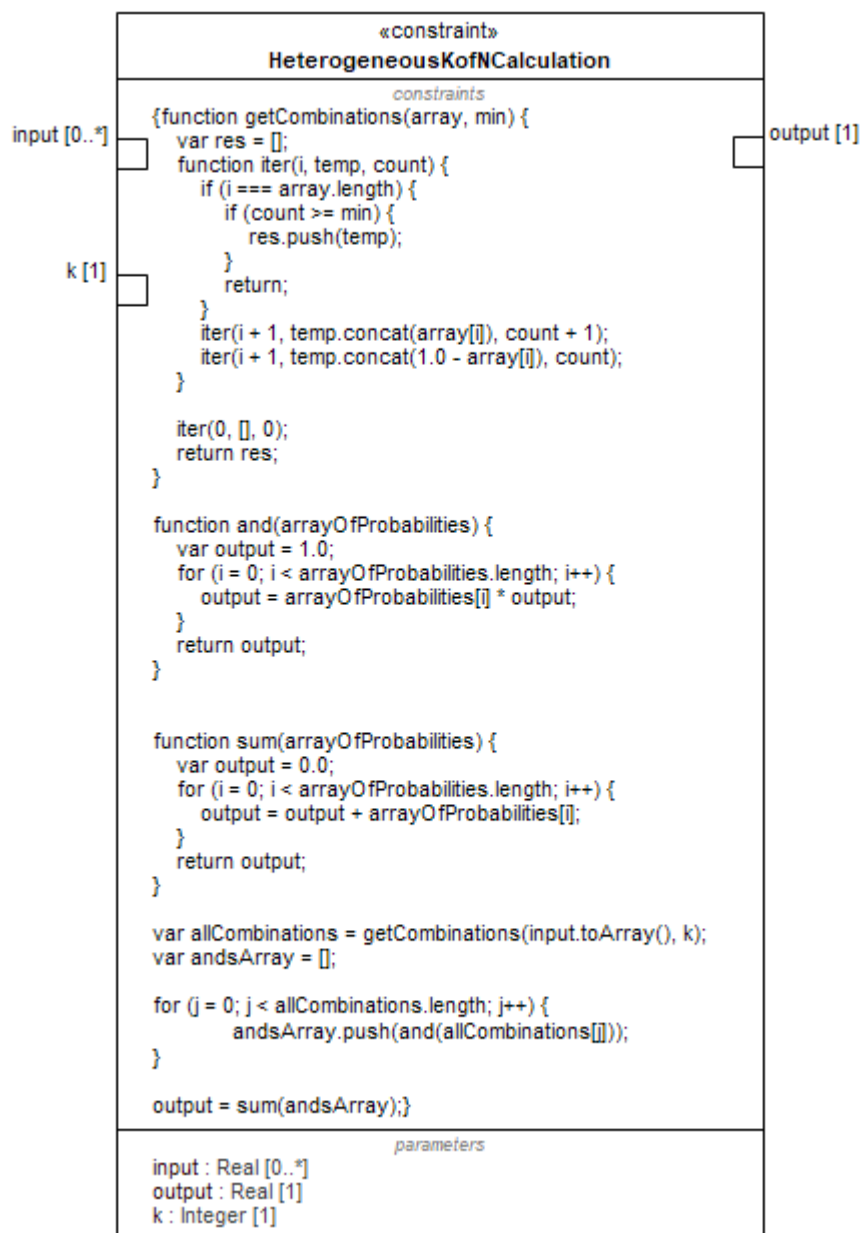 «constraint»
HeterogeneousKofNCalculation
constraints
input [0..*]
output [1]
k [1]
{function getCombinations(array, min) {
var res = [];
function iter(i, temp, count) {
if (i === array.length) {
if (count >= min) {
res.push(temp);
}
return;
}
iter(i + 1, temp.concat(array[i]), count + 1);
iter(i + 1, temp.concat(1.0 - array[i]), count);
}
iter(0, [], 0);
return res;
}
function and(arrayOfProbabilities) {
var output = 1.0;
for (i = 0; i < arrayOfProbabilities.length; i++) {
output = arrayOfProbabilities[i] * output;
}
return output;
}
function sum(arrayOfProbabilities) {
var output = 0.0;
for (i = 0; i < arrayOfProbabilities.length; i++) {
output = output + arrayOfProbabilities[i];
}
return output;
}
var allCombinations = getCombinations(input.toArray(), k);
var andsArray = [];
for (j = 0; j < allCombinations.length; j++) {
andsArray.push(and(allCombinations[j]));
}
output = sum(andsArray);}
parameters
input : Real [0..*]
output : Real [1]
k : Integer [1]